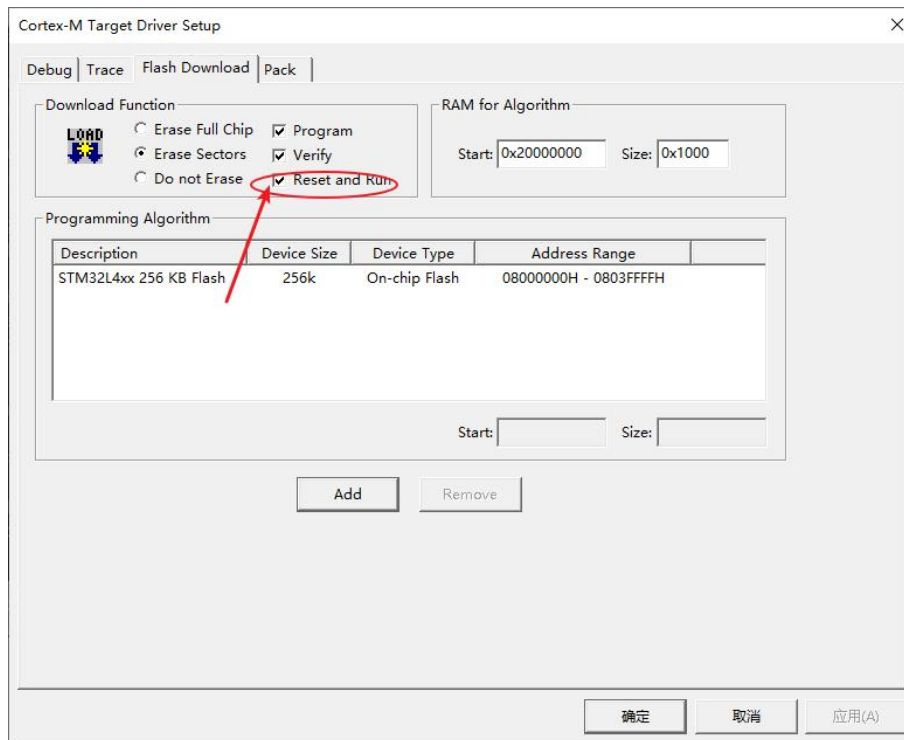 Cortex-M Target Driver Setup
Debug Trace Flash Download Pack
Download Function
LOAD
Erase Full Chip
Program
Erase Sectors
Verify
Do not Erase
Reset and Run
RAM for Algorithm
Start: 0x20000000 Size: 0x1000
Programming Algorithm
Description Device Size Device Type Address Range
STM32L4xx 256 KB Flash 256k On-chip Flash 08000000H - 0803FFFFH
Start: Size:
Add Remove
确定 取消 应用(A)